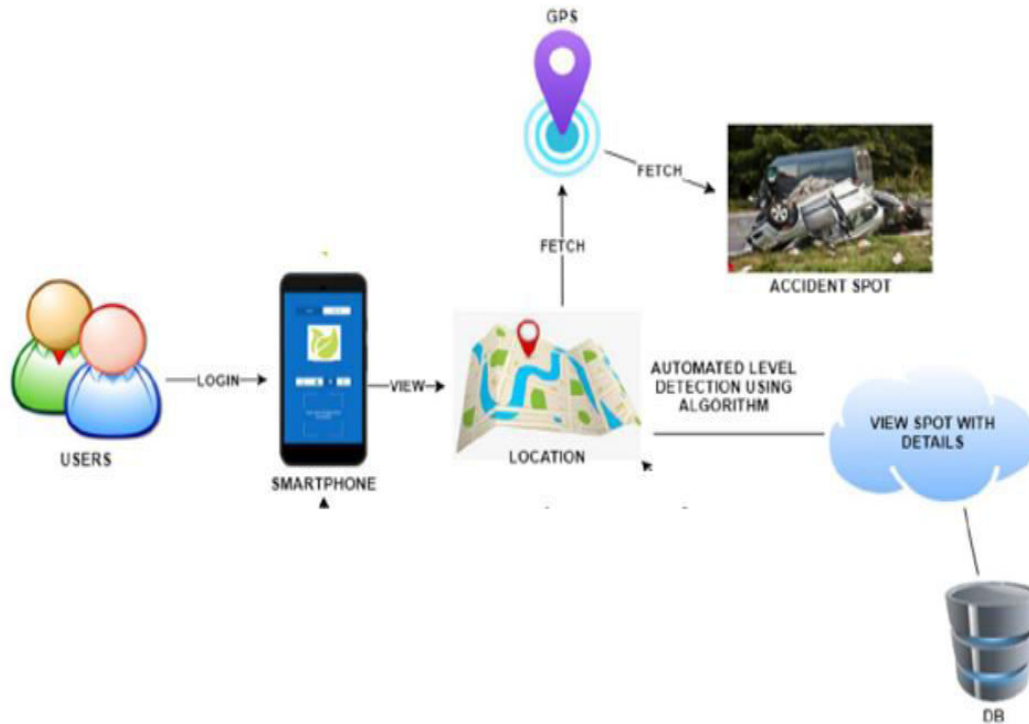 GPS
FETCH
ACCIDENT SPOT
FETCH
USERS
LOGIN
SMARTPHONE
VIEW
LOCATION
AUTOMATED LEVEL
DETECTION USING
ALGORITHM
VIEW SPOT WITH
DETAILS
DB